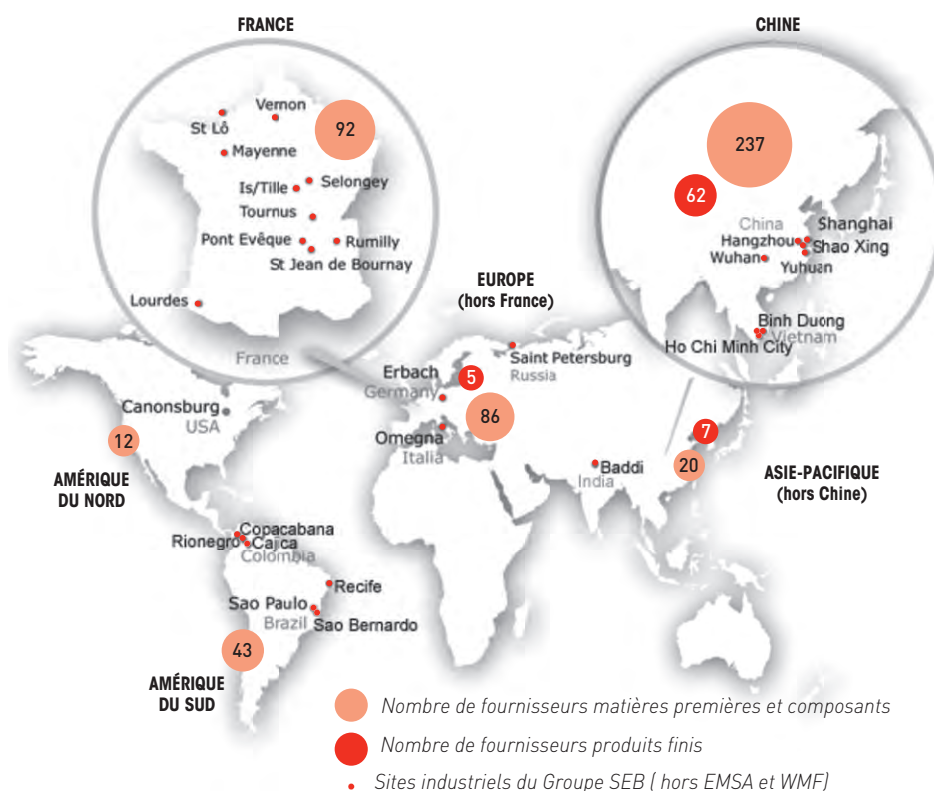 FRANCE
CHINE
Vernon
St Lô
92
Mayenne
Is/Tille
Selongey
Tournus
Pont Evêque
Rumilly
St Jean de Bournay
Lourdes
France
237
62
China
Shanghai
Hangzhou
Shao Xing
Wuhan
Yuhuan
Binh Duong
Vietnam
Ho Chi Minh City
EUROPE
(hors France)
Saint Petersburg
Russia
Erbach
Germany
5
86
Omegna
Italia
Canonsburg
USA
12
AMÉRIQUE
DU NORD
Baddi
India
7
20
ASIE-PACIFIQUE
(hors Chine)
Copacabana
Rionegro
Cajica
Colombia
Recife
Sao Paulo
Brazil
Sao Bernardo
43
AMÉRIQUE
DU SUD
Nombre de fournisseurs matières premières et composants
Nombre de fournisseurs produits finis
Sites industriels du Groupe SEB ( hors EMSA et WMF)